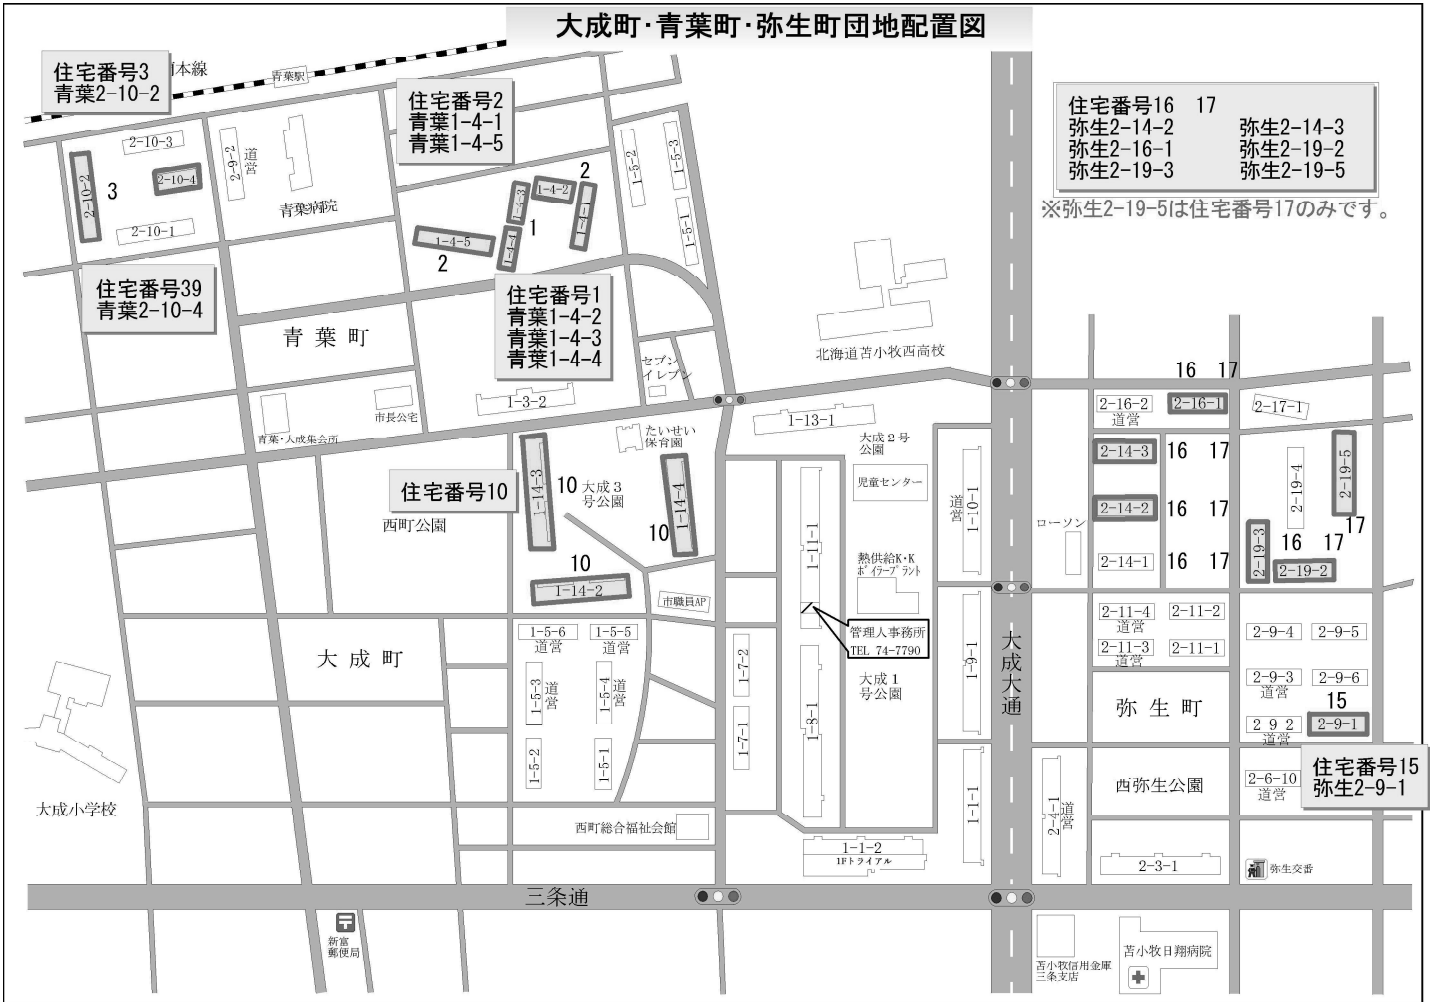 大成町･青葉町･弥生町団地配置図
住宅番号3
青葉2-10-2
本線
青葉駅
住宅番号2
青葉1-4-1
青葉1-4-5
住宅番号16 17
弥生2-14-2 弥生2-14-3
弥生2-16-1 弥生2-19-2
弥生2-19-3 弥生2-19-5
※弥生2-19-5は住宅番号17のみです。
2-10-3
2-10-2
3
2-10-4
2-10-1
2-9-2
道営
青葉病院
1-4-3
1-4-2
2
1-4-1
1
1-4-4
1-4-5
2
1-5-2
1-5-3
1-5-1
住宅番号39
青葉2-10-4
住宅番号1
青葉1-4-2
青葉1-4-3
青葉1-4-4
青葉町
北海道苫小牧西高校
セブン
イレブン
市長公宅
1-3-2
青葉・大成集会所
1-13-1
たいせい
保育園
大成2号
公園
児童センター
住宅番号10
1-14-3
10
大成3
号公園
1-14-4
10
西町公園
10
1-14-2
市職員AP
1-11-1
熱供給K・K
ボイラープラント
道営
1-10-1
ローソン
16 17
2-16-2
道営
2-16-1
2-17-1
2-14-3
16 17
2-14-2
16 17
2-14-1
16 17
2-19-4
2-19-5
17
2-19-3
16 17
2-19-2
管理人事務所
TEL 74-7790
大成1
号公園
1-9-1
大成大通
大成町
1-5-6
道営
1-5-5
道営
1-5-3
道営
1-5-4
道営
1-5-2
1-5-1
1-7-2
1-7-1
1-8-1
2-11-4
道営
2-11-2
2-11-3
道営
2-11-1
2-9-4
2-9-5
2-9-3
道営
2-9-6
15
2 9 2
道営
2-9-1
弥生町
住宅番号15
弥生2-9-1
西弥生公園
2-6-10
道営
大成小学校
西町総合福祉会館
1-1-2
1Fトライアル
1-1-1
2-4-1
道営
2-3-1
弥生交番
三条通
新富
郵便局
苫小牧信用金庫
三条支店
苫小牧日翔病院